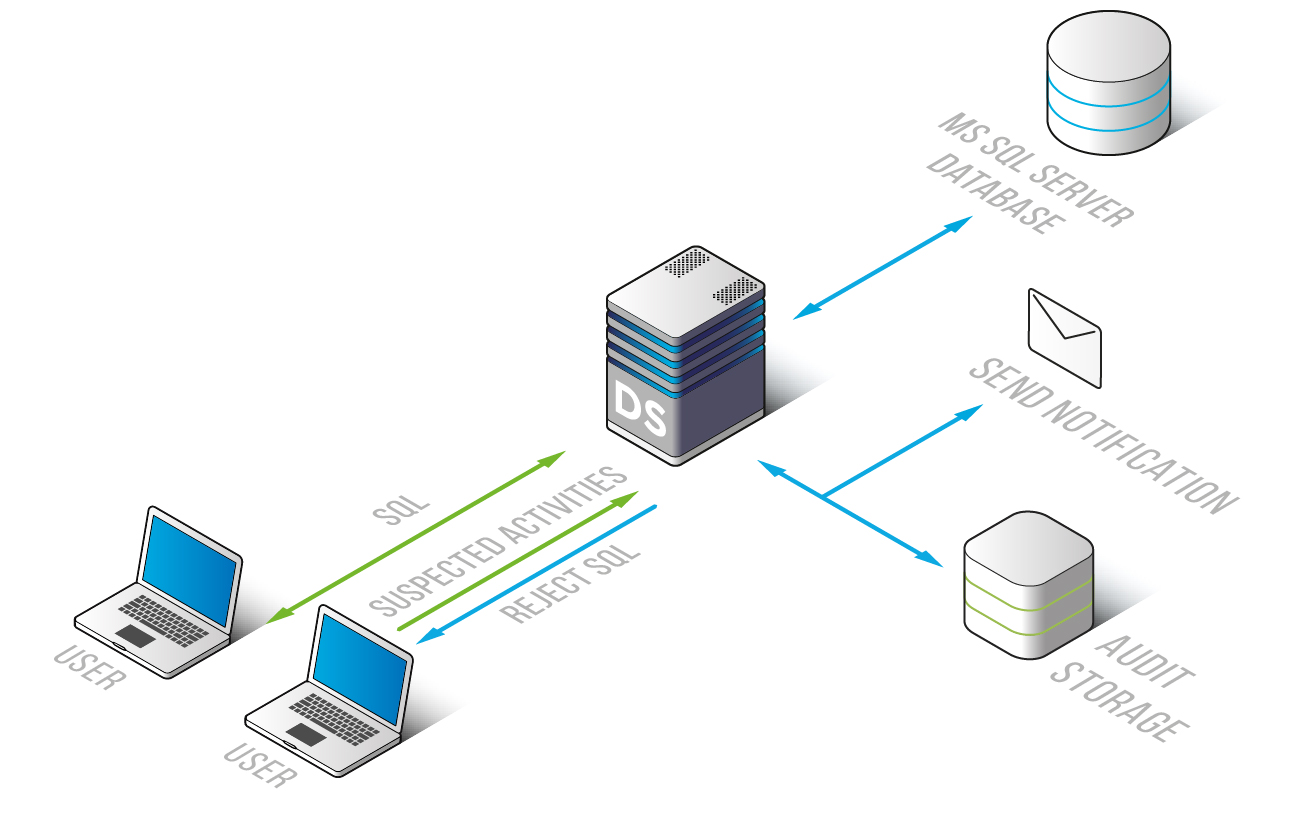 MS SQL SERVER
DATABASE
SEND NOTIFICATION
DS
SQL
SUSPECTED ACTIVITIES
REJECT SQL
USER
USER
AUDIT
STORAGE